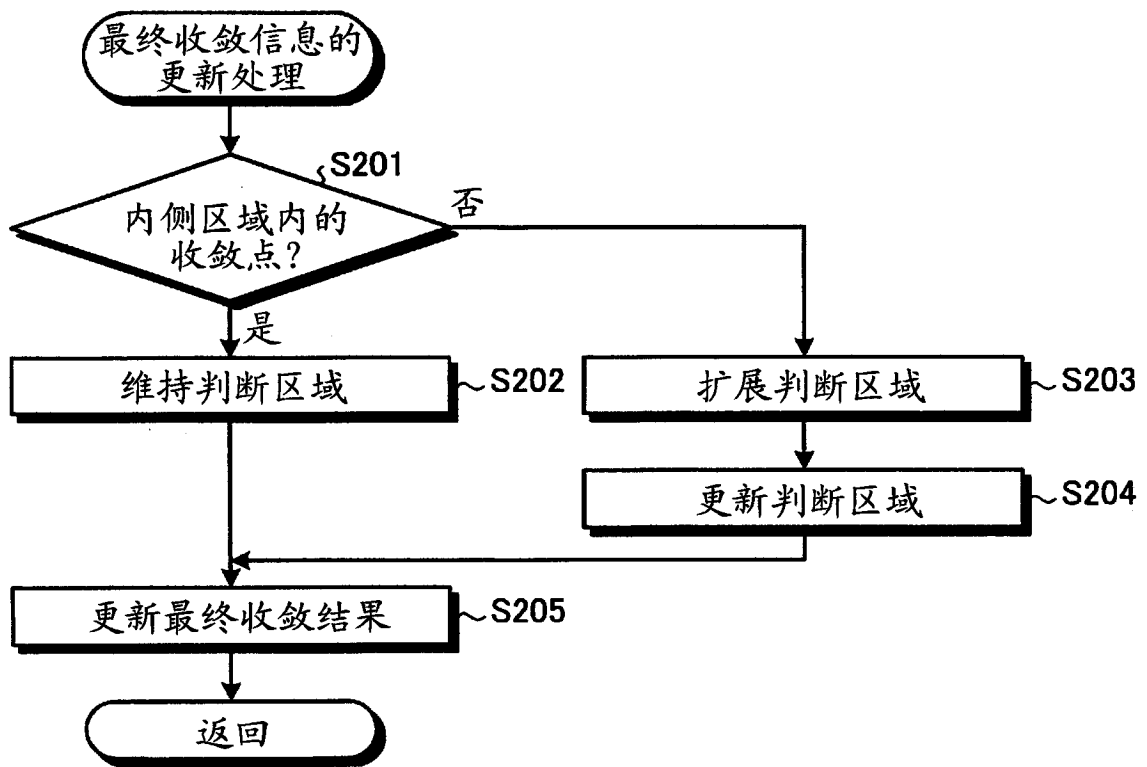 最终收敛信息的
更新处理
S201
内侧区域内的
收敛点？
否
是
维持判断区域
S202
扩展判断区域
S203
更新判断区域
S204
更新最终收敛结果
S205
返回